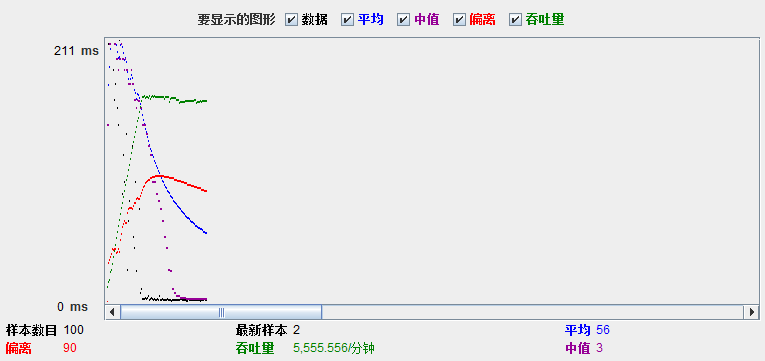 要显示的图形 数据 平均 中值 偏离 吞吐量
211 ms
0 ms
样本数目 100 最新样本 2 平均 56
偏离 90 吞吐量 5,555.556/分钟 中值 3